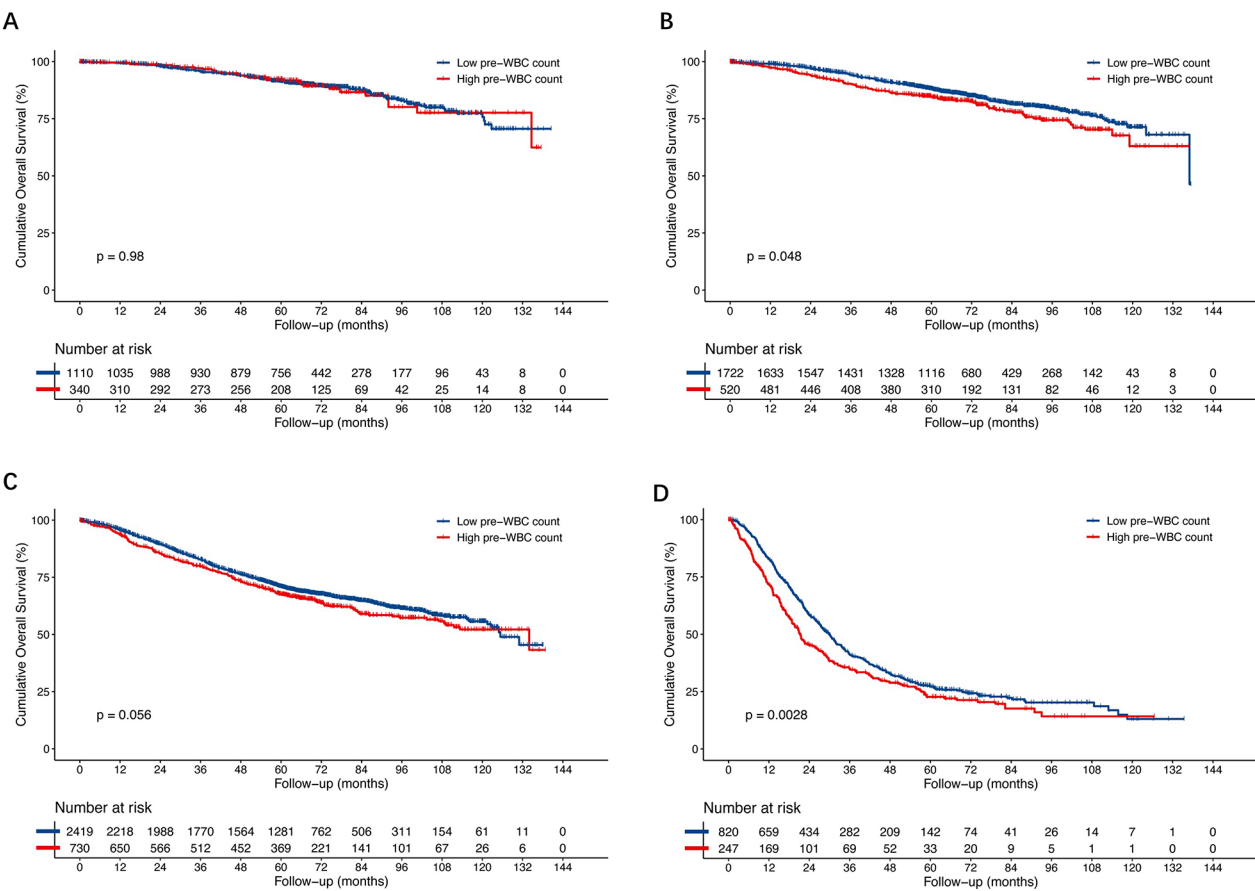 A
Cumulative Overall Survival (%)
100
75
50
25
0
Low pre-WBC count
High pre-WBC count
p = 0.98
0 12 24 36 48 60 72 84 96 108 120 132 144
Follow-up (months)
Number at risk
1110 1035 988 930 879 756 442 278 177 96 43 8 0
340 310 292 273 256 208 125 69 42 25 14 8 0
0 12 24 36 48 60 72 84 96 108 120 132 144
Follow-up (months)
B
Cumulative Overall Survival (%)
100
75
50
25
0
Low pre-WBC count
High pre-WBC count
p = 0.048
0 12 24 36 48 60 72 84 96 108 120 132 144
Follow-up (months)
Number at risk
1722 1633 1547 1431 1328 1116 680 429 268 142 43 8 0
520 481 446 408 380 310 192 131 82 46 12 3 0
0 12 24 36 48 60 72 84 96 108 120 132 144
Follow-up (months)
C
Cumulative Overall Survival (%)
100
75
50
25
0
Low pre-WBC count
High pre-WBC count
p = 0.056
0 12 24 36 48 60 72 84 96 108 120 132 144
Follow-up (months)
Number at risk
2419 2218 1988 1770 1564 1281 762 506 311 154 61 11 0
730 650 566 512 452 369 221 141 101 67 26 6 0
0 12 24 36 48 60 72 84 96 108 120 132 144
Follow-up (months)
D
Cumulative Overall Survival (%)
100
75
50
25
0
Low pre-WBC count
High pre-WBC count
p = 0.0028
0 12 24 36 48 60 72 84 96 108 120 132 144
Follow-up (months)
Number at risk
820 659 434 282 209 142 74 41 26 14 7 1 0
247 169 101 69 52 33 20 9 5 1 1 0 0
0 12 24 36 48 60 72 84 96 108 120 132 144
Follow-up (months)